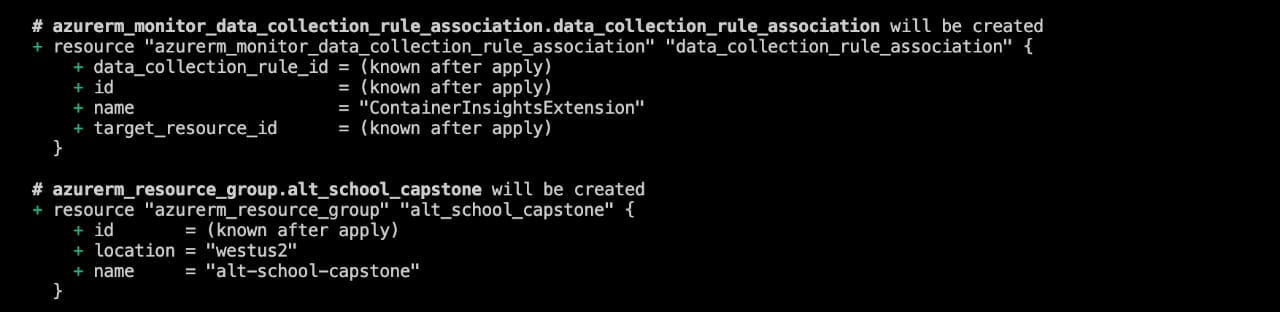 # azurerm_monitor_data_collection_rule_association.data_collection_rule_association will be created
+ resource "azurerm_monitor_data_collection_rule_association" "data_collection_rule_association" {
    + data_collection_rule_id = (known after apply)
    + id                      = (known after apply)
    + name                    = "ContainerInsightsExtension"
    + target_resource_id      = (known after apply)
  }
# azurerm_resource_group.alt_school_capstone will be created
+ resource "azurerm_resource_group" "alt_school_capstone" {
    + id       = (known after apply)
    + location = "westus2"
    + name     = "alt-school-capstone"
  }